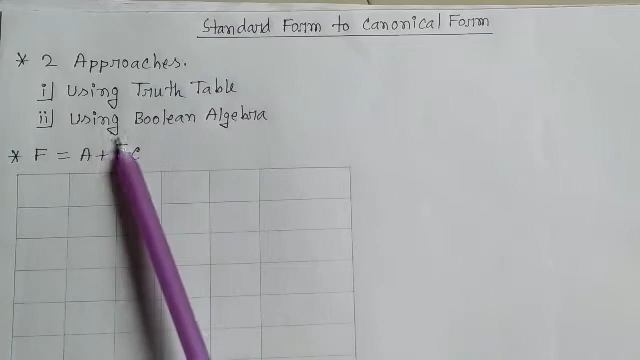 Standard Form to Canonical Form
* 2 Approaches.
i] Using Truth Table
ii] Using Boolean Algebra
* F = A + C